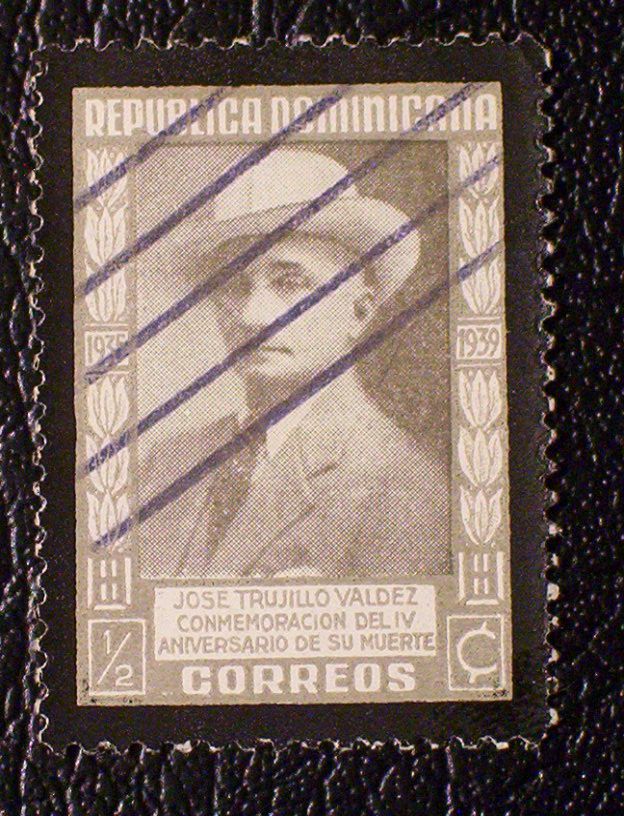 REPUBLICA DOMINICANA
1935
1939
JOSE TRUJILLO VALDEZ
CONMEMORACION DEL IV
ANIVERSARIO DE SU MUERTE
1/2
CORREOS
¢